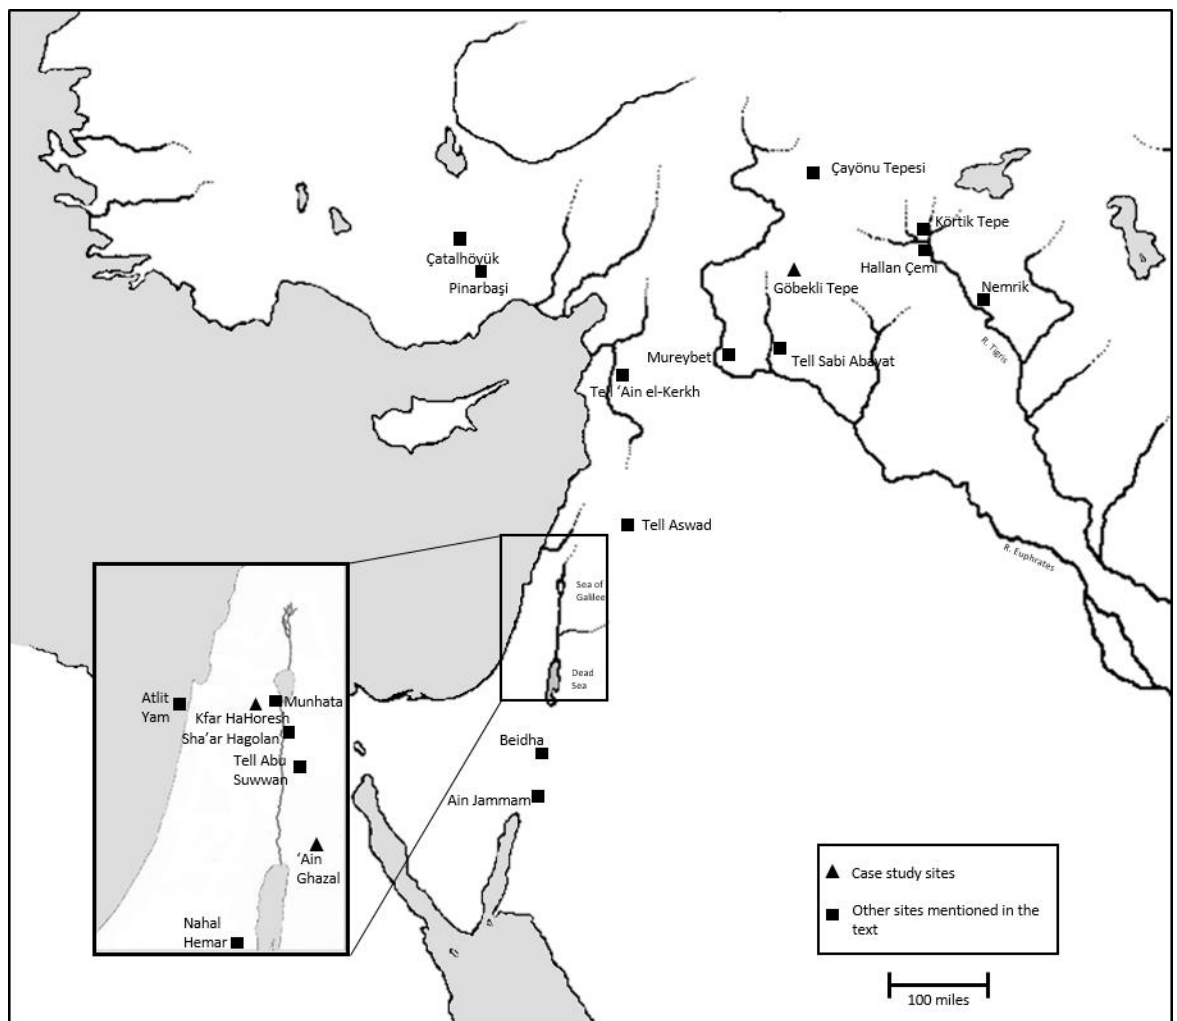 Çayönu Tepesi
Körtik Tepe
Çatalhöyük
Hallan Çemi
Pinarbaşi
Göbekli Tepe
Nemrik
R. Tigris
Mureybet
Tell Sabi Abayat
Tell ‘Ain el-Kerkh
Tell Aswad
R. Euphrates
Sea of
Galilee
Dead
Sea
Atlit
Yam
Munhata
Kfar HaHoresh
Sha’ar Hagolan
Tell Abu
Suwwan
‘Ain
Ghazal
Nahal
Hemar
Beidha
Ain Jammam
Case study sites
Other sites mentioned in the
text
100 miles